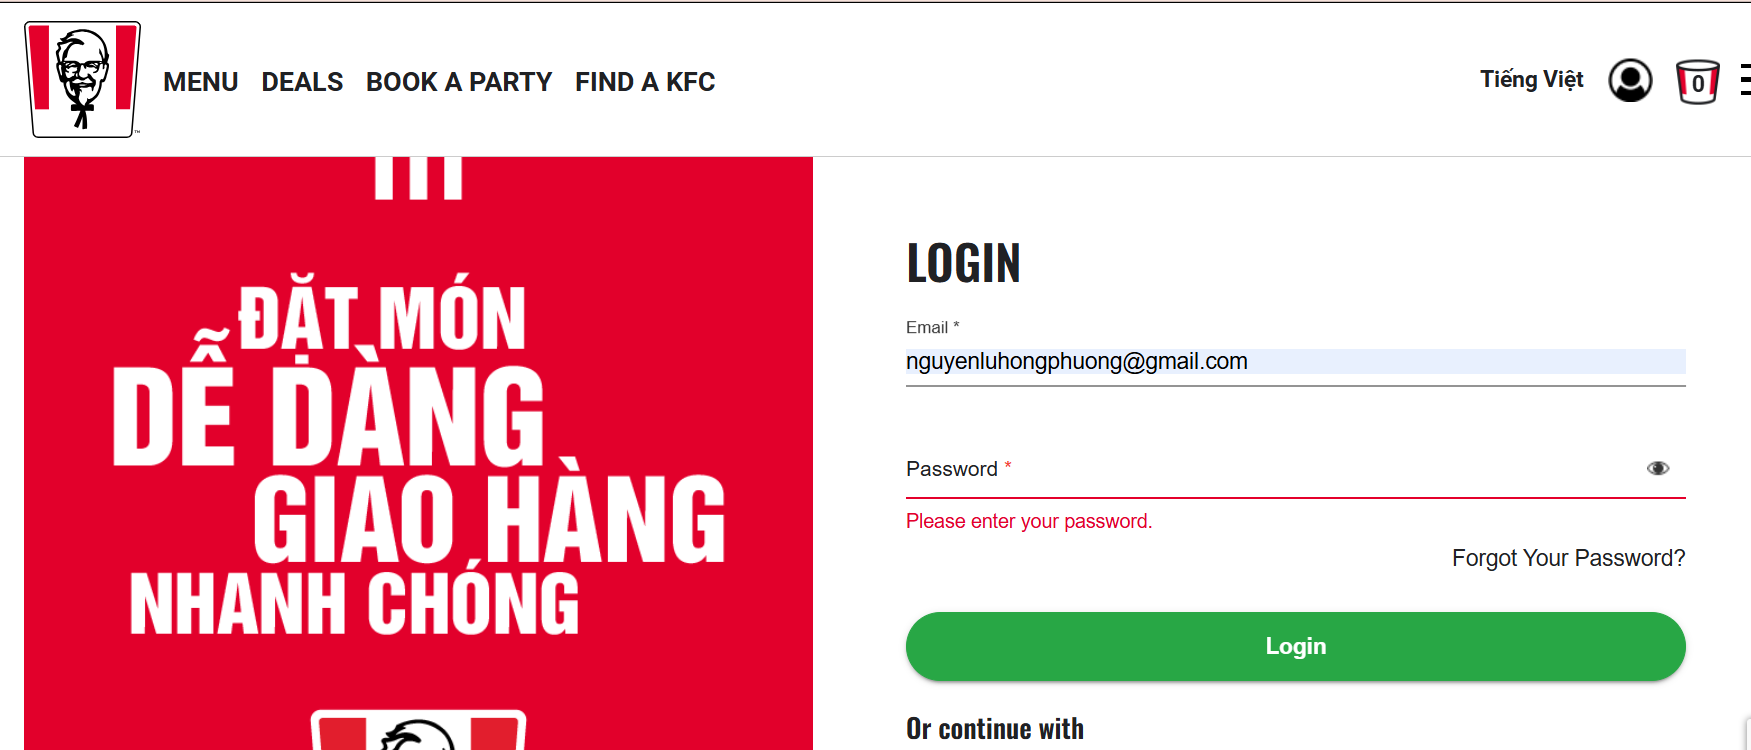 MENU DEALS BOOK A PARTY FIND A KFC
Tiếng Việt
0
ĐẶT MÓN
DỄ DÀNG
GIAO HÀNG
NHANH CHÓNG
LOGIN
Email *
nguyenluhongphuong@gmail.com
Password *
Please enter your password.
Forgot Your Password?
Login
Or continue with